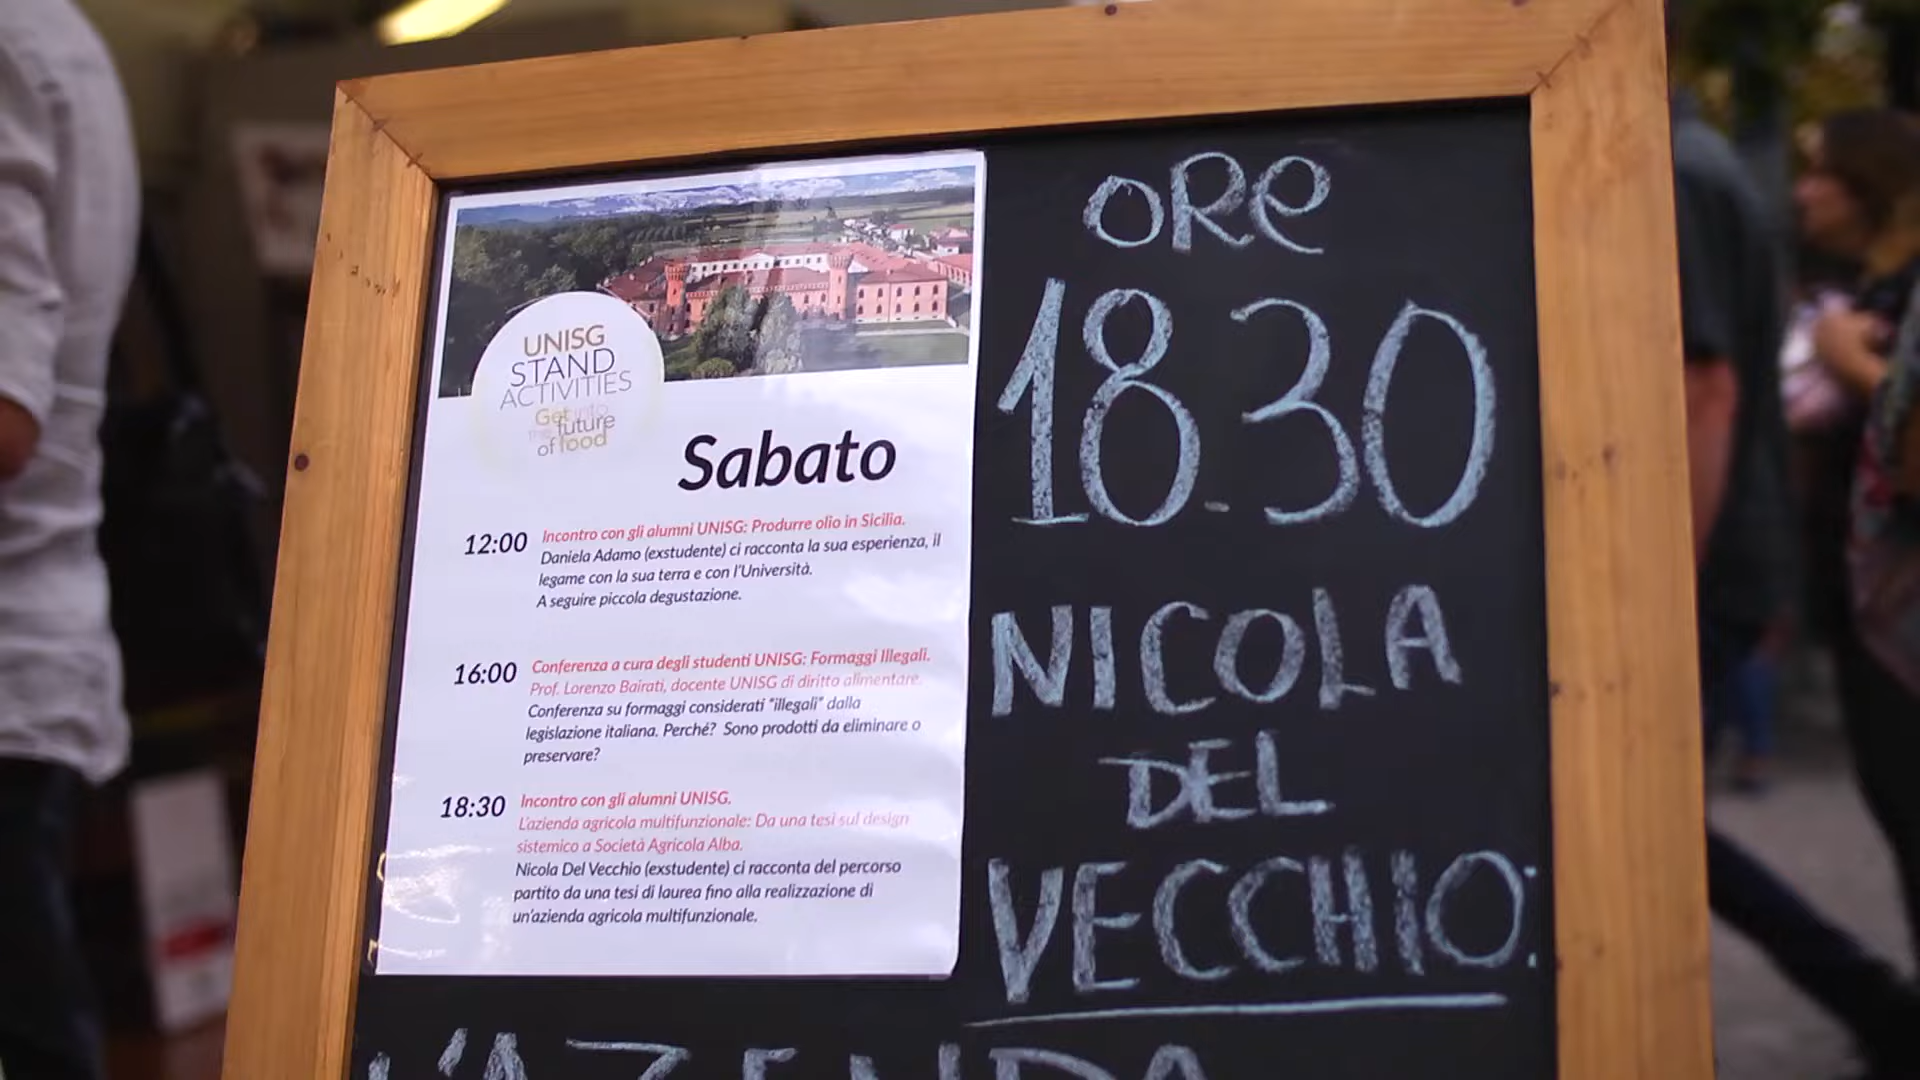 UNISG
STAND
ACTIVITIES
Get into
the future
of food
Sabato
12:00
Incontro con gli alumni UNISG: Produrre olio in Sicilia.
Daniela Adamo (exstudente) ci racconta la sua esperienza, il
legame con la sua terra e con l'Università.
A seguire piccola degustazione.
16:00
Conferenza a cura degli studenti UNISG: Formaggi Illegali.
Prof. Lorenzo Bairati, docente UNISG di diritto alimentare.
Conferenza su formaggi considerati "illegali" dalla
legislazione italiana. Perché? Sono prodotti da eliminare o
preservare?
18:30
Incontro con gli alumni UNISG.
L'azienda agricola multifunzionale: Da una tesi sul design
sistemico a Società Agricola Alba.
Nicola Del Vecchio (exstudente) ci racconta del percorso
partito da una tesi di laurea fino alla realizzazione di
un'azienda agricola multifunzionale.
ORe
18.30
NICOLA
DEL
VECCHIO: